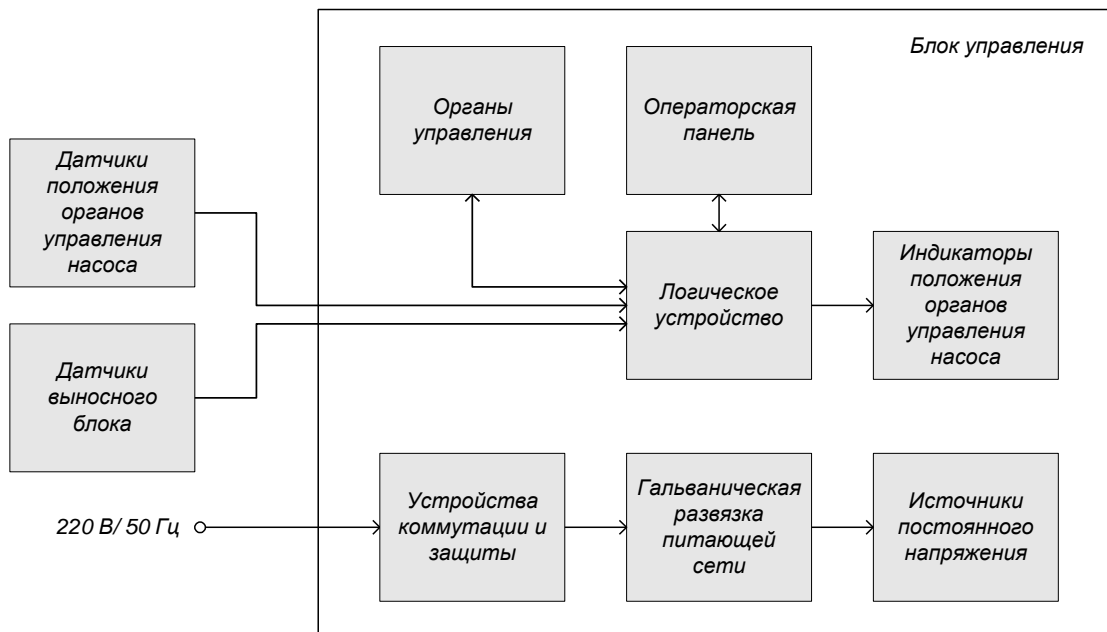 Блок управления
Органы
управления
Операторская
панель
Датчики
положения
органов
управления
насоса
Логическое
устройство
Индикаторы
положения
органов
управления
насоса
Датчики
выносного
блока
220 В/ 50 Гц
Устройства
коммутации и
защиты
Гальваническая
развязка
питающей
сети
Источники
постоянного
напряжения